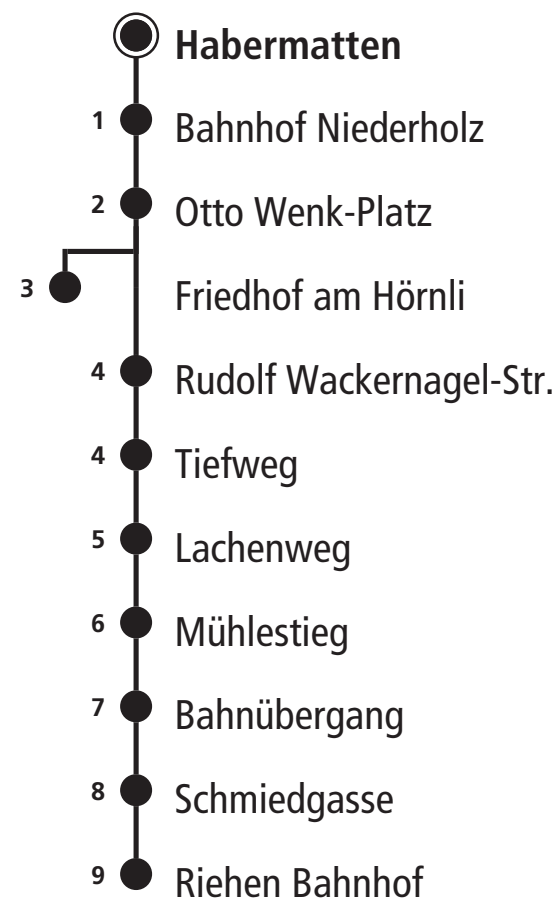 Habermatten
1 Bahnhof Niederholz
2 Otto Wenk-Platz
3 Friedhof am Hörnli
4 Rudolf Wackernagel-Str.
4 Tiefweg
5 Lachenweg
6 Mühlestieg
7 Bahnübergang
8 Schmiedgasse
9 Riehen Bahnhof